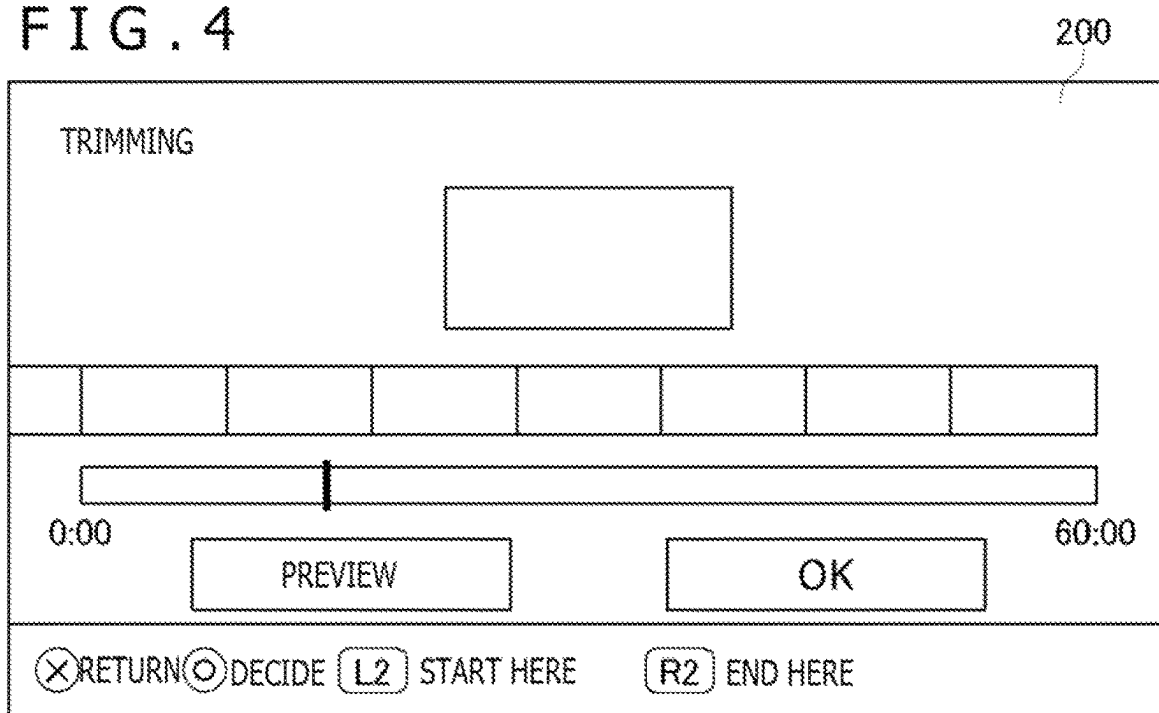 FIG.4
200
TRIMMING
0:00 60:00
PREVIEW OK
RETURN DECIDE L2 START HERE R2 END HERE